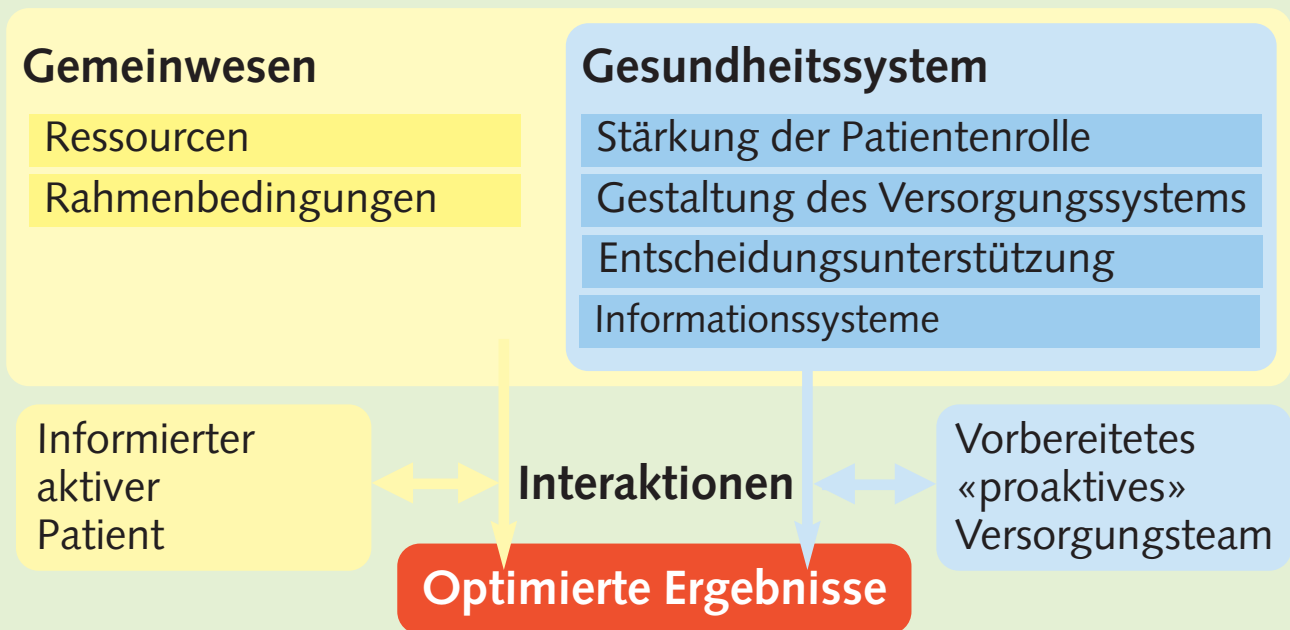 Gemeinwesen
Ressourcen
Rahmenbedingungen
Gesundheitssystem
Stärkung der Patientenrolle
Gestaltung des Versorgungssystems
Entscheidungsunterstützung
Informationssysteme
Informierter
aktiver
Patient
Interaktionen
Vorbereitetes
«proaktives»
Versorgungsteam
Optimierte Ergebnisse